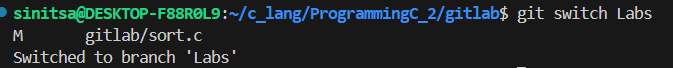 sinitsa@DESKTOP-F88R0L9:~/c_lang/ProgrammingC_2/gitlab$ git switch Labs
M       gitlab/sort.c
Switched to branch 'Labs'